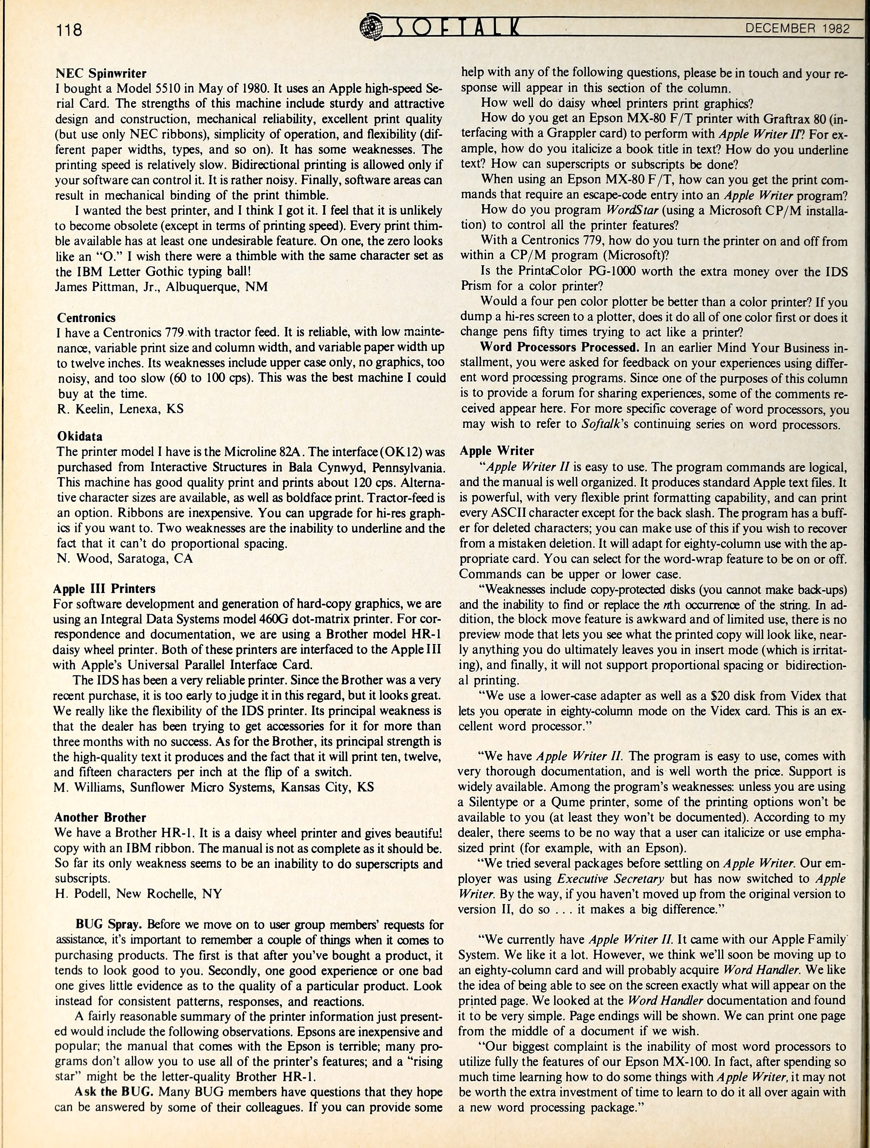 118
SOFTALK
DECEMBER 1982
NEC Spinwriter
I bought a Model 5510 in May of 1980. It uses an Apple high-speed Se-
rial Card. The strengths of this machine include sturdy and attractive
design and construction, mechanical reliability, excellent print quality
(but use only NEC ribbons), simplicity of operation, and flexibility (dif-
ferent paper widths, types, and so on). It has some weaknesses. The
printing speed is relatively slow. Bidirectional printing is allowed only if
your software can control it. It is rather noisy. Finally, software areas can
result in mechanical binding of the print thimble.
I wanted the best printer, and I think I got it. I feel that it is unlikely
to become obsolete (except in terms of printing speed). Every print thim-
ble available has at least one undesirable feature. On one, the zero looks
like an "O." I wish there were a thimble with the same character set as
the IBM Letter Gothic typing ball!
James Pittman, Jr., Albuquerque, NM
Centronics
I have a Centronics 779 with tractor feed. It is reliable, with low mainte-
nance, variable print size and column width, and variable paper width up
to twelve inches. Its weaknesses include upper case only, no graphics, too
noisy, and too slow (60 to 100 cps). This was the best machine I could
buy at the time.
R. Keelin, Lenexa, KS
Okidata
The printer model I have is the Microline 82A. The interface (OK12) was
purchased from Interactive Structures in Bala Cynwyd, Pennsylvania.
This machine has good quality print and prints about 120 cps. Alterna-
tive character sizes are available, as well as boldface print. Tractor-feed is
an option. Ribbons are inexpensive. You can upgrade for hi-res graph-
ics if you want to. Two weaknesses are the inability to underline and the
fact that it can't do proportional spacing.
N. Wood, Saratoga, CA
Apple III Printers
For software development and generation of hard-copy graphics, we are
using an Integral Data Systems model 460G dot-matrix printer. For cor-
respondence and documentation, we are using a Brother model HR-1
daisy wheel printer. Both of these printers are interfaced to the Apple III
with Apple's Universal Parallel Interface Card.
The IDS has been a very reliable printer. Since the Brother was a very
recent purchase, it is too early to judge it in this regard, but it looks great.
We really like the flexibility of the IDS printer. Its principal weakness is
that the dealer has been trying to get accessories for it for more than
three months with no success. As for the Brother, its principal strength is
the high-quality text it produces and the fact that it will print ten, twelve,
and fifteen characters per inch at the flip of a switch.
M. Williams, Sunflower Micro Systems, Kansas City, KS
Another Brother
We have a Brother HR-1. It is a daisy wheel printer and gives beautiful
copy with an IBM ribbon. The manual is not as complete as it should be.
So far its only weakness seems to be an inability to do superscripts and
subscripts.
H. Podell, New Rochelle, NY
BUG Spray. Before we move on to user group members' requests for
assistance, it's important to remember a couple of things when it comes to
purchasing products. The first is that after you've bought a product, it
tends to look good to you. Secondly, one good experience or one bad
one gives little evidence as to the quality of a particular product. Look
instead for consistent patterns, responses, and reactions.
A fairly reasonable summary of the printer information just present-
ed would include the following observations. Epsons are inexpensive and
popular; the manual that comes with the Epson is terrible; many pro-
grams don't allow you to use all of the printer's features; and a "rising
star" might be the letter-quality Brother HR-1.
Ask the BUG. Many BUG members have questions that they hope
can be answered by some of their colleagues. If you can provide some
help with any of the following questions, please be in touch and your re-
sponse will appear in this section of the column.
How well do daisy wheel printers print graphics?
How do you get an Epson MX-80 F/T printer with Graftrax 80 (in-
terfacing with a Grappler card) to perform with Apple Writer II? For ex-
ample, how do you italicize a book title in text? How do you underline
text? How can superscripts or subscripts be done?
When using an Epson MX-80 F/T, how can you get the print com-
mands that require an escape-code entry into an Apple Writer program?
How do you program WordStar (using a Microsoft CP/M installa-
tion) to control all the printer features?
With a Centronics 779, how do you turn the printer on and off from
within a CP/M program (Microsoft)?
Is the PrintaColor PG-1000 worth the extra money over the IDS
Prism for a color printer?
Would a four pen color plotter be better than a color printer? If you
dump a hi-res screen to a plotter, does it do all of one color first or does it
change pens fifty times trying to act like a printer?
Word Processors Processed. In an earlier Mind Your Business in-
stallment, you were asked for feedback on your experiences using differ-
ent word processing programs. Since one of the purposes of this column
is to provide a forum for sharing experiences, some of the comments re-
ceived appear here. For more specific coverage of word processors, you
may wish to refer to Softalk's continuing series on word processors.
Apple Writer
"Apple Writer II is easy to use. The program commands are logical,
and the manual is well organized. It produces standard Apple text files. It
is powerful, with very flexible print formatting capability, and can print
every ASCII character except for the back slash. The program has a buff-
er for deleted characters; you can make use of this if you wish to recover
from a mistaken deletion. It will adapt for eighty-column use with the ap-
propriate card. You can select for the word-wrap feature to be on or off.
Commands can be upper or lower case.
"Weaknesses include copy-protected disks (you cannot make back-ups)
and the inability to find or replace the nth occurrence of the string. In ad-
dition, the block move feature is awkward and of limited use, there is no
preview mode that lets you see what the printed copy will look like, near-
ly anything you do ultimately leaves you in insert mode (which is irritat-
ing), and finally, it will not support proportional spacing or bidirection-
al printing.
"We use a lower-case adapter as well as a $20 disk from Videx that
lets you operate in eighty-column mode on the Videx card. This is an ex-
cellent word processor."
"We have Apple Writer II. The program is easy to use, comes with
very thorough documentation, and is well worth the price. Support is
widely available. Among the program's weaknesses: unless you are using
a Silentype or a Qume printer, some of the printing options won't be
available to you (at least they won't be documented). According to my
dealer, there seems to be no way that a user can italicize or use empha-
sized print (for example, with an Epson).
"We tried several packages before settling on Apple Writer. Our em-
ployer was using Executive Secretary but has now switched to Apple
Writer. By the way, if you haven't moved up from the original version to
version II, do so . . . it makes a big difference."
"We currently have Apple Writer II. It came with our Apple Family
System. We like it a lot. However, we think we'll soon be moving up to
an eighty-column card and will probably acquire Word Handler. We like
the idea of being able to see on the screen exactly what will appear on the
printed page. We looked at the Word Handler documentation and found
it to be very simple. Page endings will be shown. We can print one page
from the middle of a document if we wish.
"Our biggest complaint is the inability of most word processors to
utilize fully the features of our Epson MX-100. In fact, after spending so
much time learning how to do some things with Apple Writer, it may not
be worth the extra investment of time to learn to do it all over again with
a new word processing package."